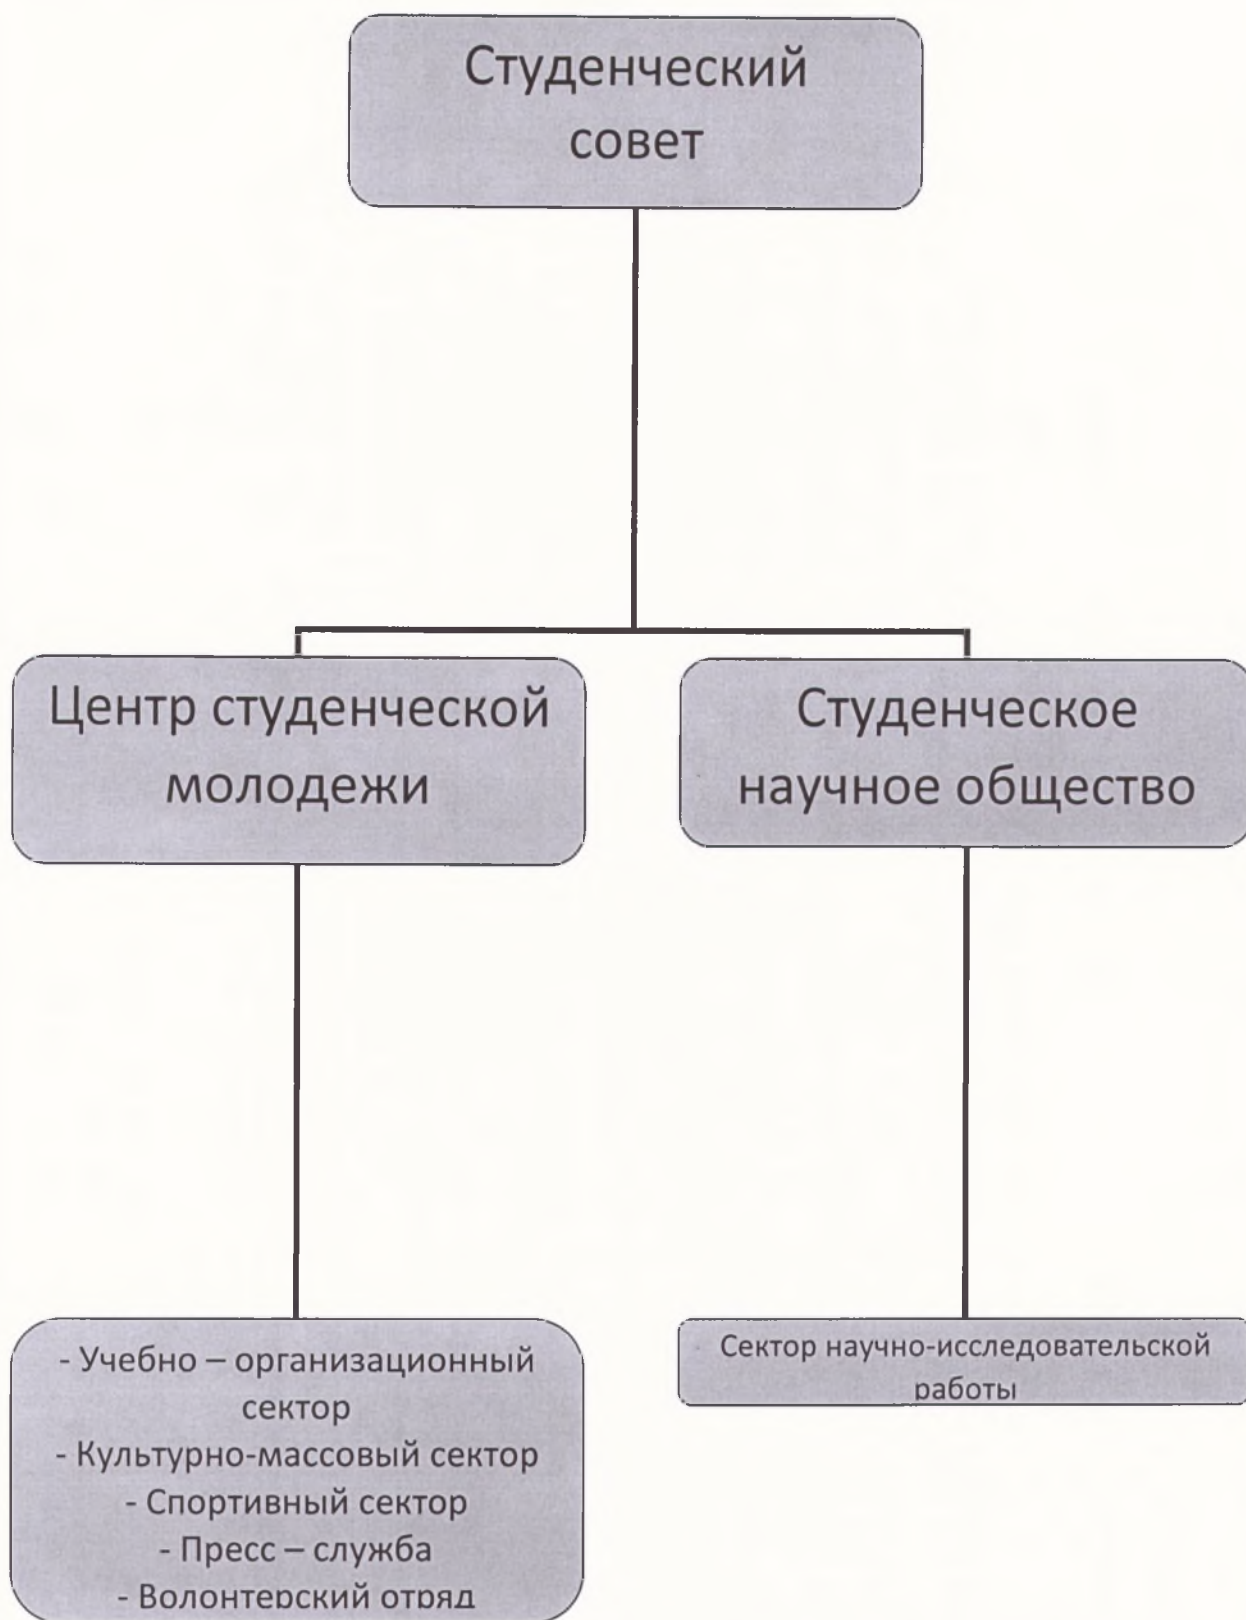 Студенческий
совет
Центр студенческой
молодежи
Студенческое
научное общество
- Учебно – организационный
сектор
- Культурно-массовый сектор
- Спортивный сектор
- Пресс – служба
- Волонтерский отряд
Сектор научно-исследовательской
работы